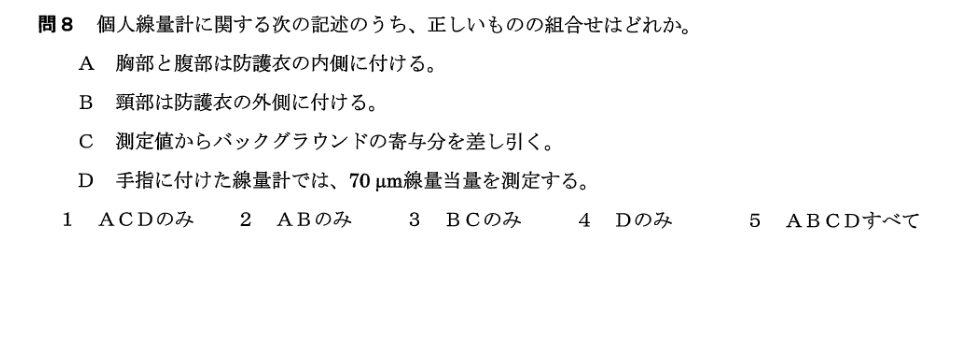 問８　個人線量計に関する次の記述のうち、正しいものの組合せはどれか。
Ａ　胸部と腹部は防護衣の内側に付ける。
Ｂ　頸部は防護衣の外側に付ける。
Ｃ　測定値からバックグラウンドの寄与分を差し引く。
Ｄ　手指に付けた線量計では、70 μm線量当量を測定する。
１　ＡＣＤのみ　２　ＡＢのみ　３　ＢＣのみ　４　Ｄのみ　５　ＡＢＣＤすべて